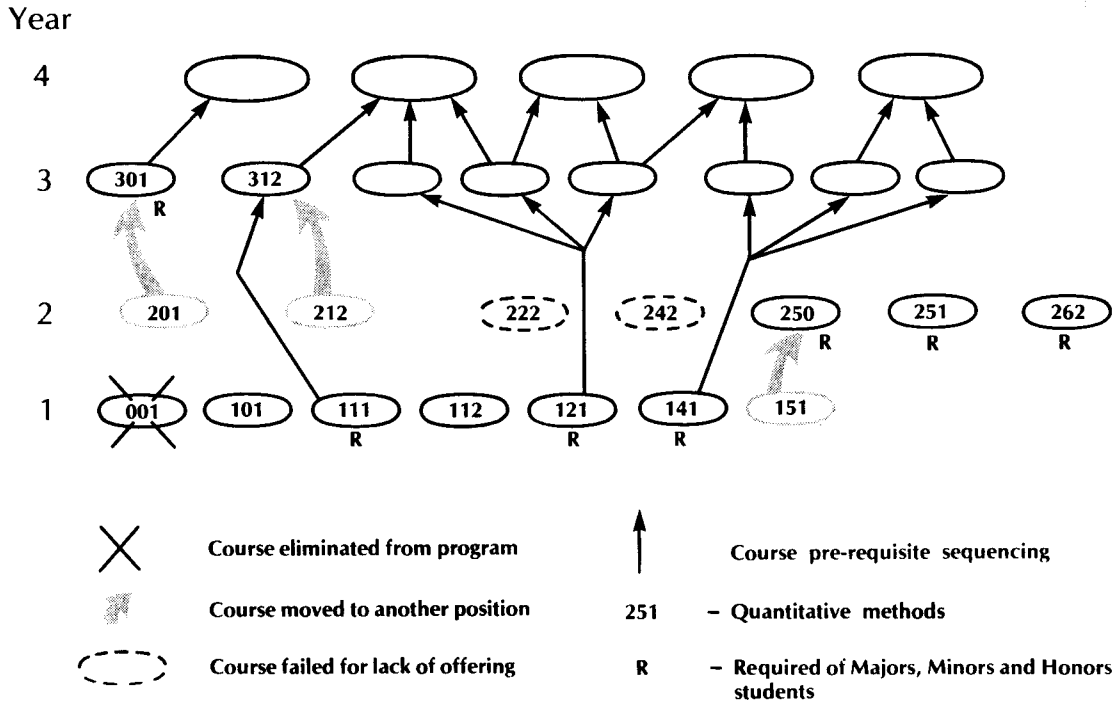 Year
4
3
301
312
R
2
201
212
222
242
250
251
262
R
R
R
1
001
101
111
112
121
141
151
R
R
R
Course eliminated from program
Course pre-requisite sequencing
Course moved to another position
251 – Quantitative methods
Course failed for lack of offering
R – Required of Majors, Minors and Honors
students